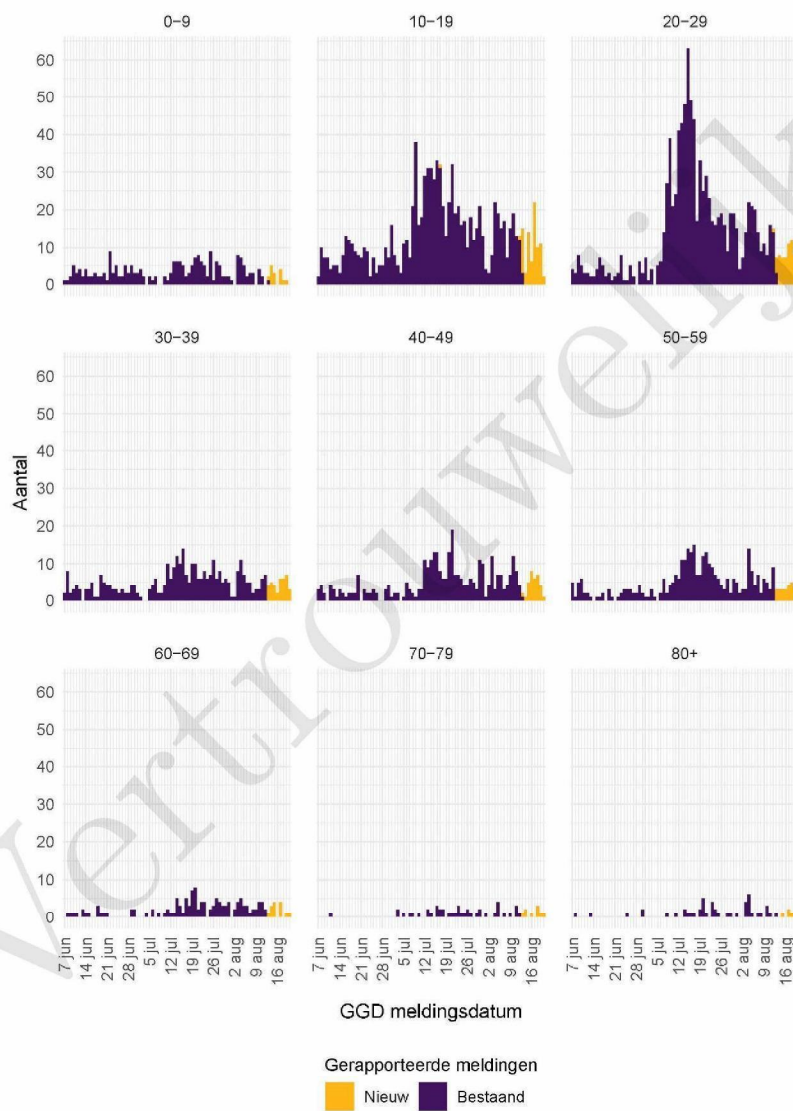 0−9 10−19 20−29
60
50
40
30
20
10
0
30−39 40−49 50−59
60
50
40
30
20
10
0
60−69 70−79 80+
60
50
40
30
20
10
0
Aantal
7 jun 14 jun 21 jun 28 jun 5 jul 12 jul 19 jul 26 jul 2 aug 9 aug 16 aug
7 jun 14 jun 21 jun 28 jun 5 jul 12 jul 19 jul 26 jul 2 aug 9 aug 16 aug
7 jun 14 jun 21 jun 28 jun 5 jul 12 jul 19 jul 26 jul 2 aug 9 aug 16 aug
GGD meldingsdatum
Gerapporteerde meldingen
Nieuw Bestaand
Vertrouwelijk